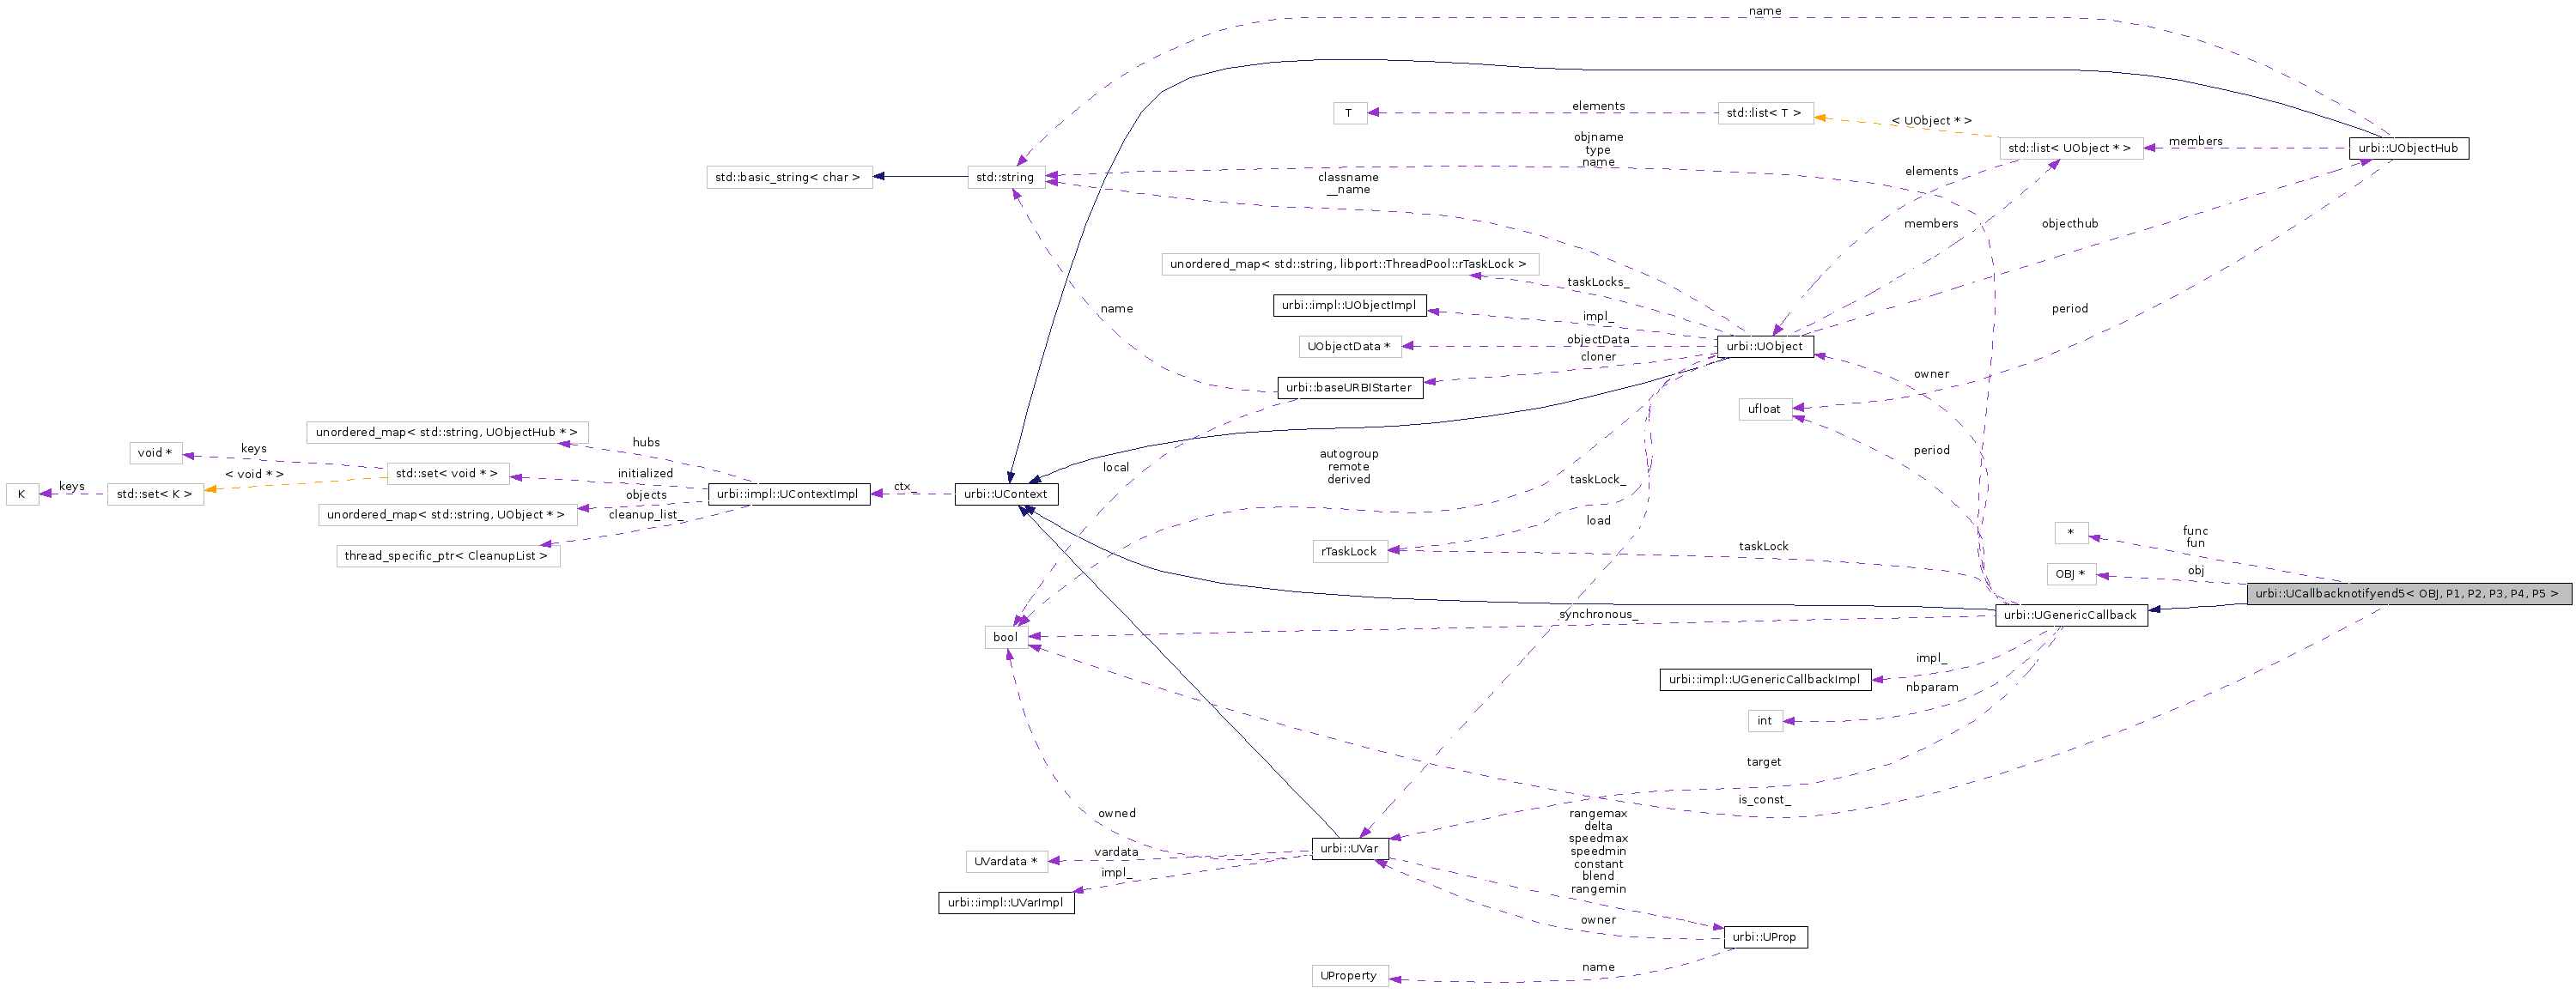 name
elements
T
std::list< T >
< UObject * >
objname
type
name
std::list< UObject * >
members
urbi::UObjectHub
std::basic_string< char >
std::string
classname
__name
elements
members
objecthub
unordered_map< std::string, libport::ThreadPool::rTaskLock >
taskLocks_
urbi::impl::UObjectImpl
impl_
name
period
UObjectData *
objectData
urbi::UObject
cloner
urbi::baseURBIStarter
owner
ufloat
unordered_map< std::string, UObjectHub * >
hubs
void *
keys
period
autogroup
remote
derived
local
< void * >
std::set< void * >
initialized
taskLock_
K
keys
std::set< K >
objects
urbi::impl::UContextImpl
ctx_
urbi::UContext
unordered_map< std::string, UObject * >
cleanup_list_
load
func
fun
*
thread_specific_ptr< CleanupList >
rTaskLock
taskLock
OBJ *
obj
urbi::UCallbacknotifyend5< OBJ, P1, P2, P3, P4, P5 >
synchronous_
urbi::UGenericCallback
bool
impl_
urbi::impl::UGenericCallbackImpl
nbparam
int
target
is_const_
owned
rangemax
delta
speedmax
speedmin
constant
blend
rangemin
urbi::UVar
UVardata *
vardata
impl_
urbi::impl::UVarImpl
owner
urbi::UProp
name
UProperty